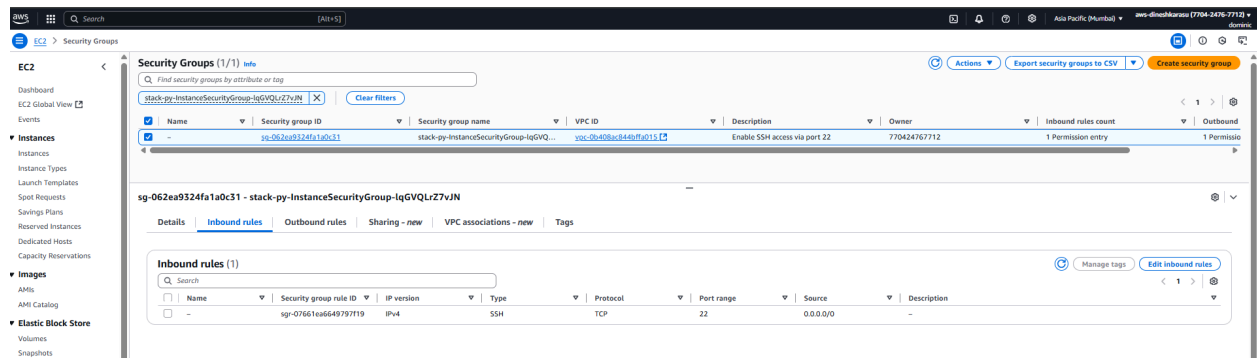 aws
Search
[Alt+S]
Asia Pacific (Mumbai)
aws-dineshkarasu (7704-2476-7712)
dominic
EC2 > Security Groups
EC2
Dashboard
EC2 Global View
Events
Instances
Instances
Instance Types
Launch Templates
Spot Requests
Savings Plans
Reserved Instances
Dedicated Hosts
Capacity Reservations
Images
AMIs
AMI Catalog
Elastic Block Store
Volumes
Snapshots
Security Groups (1/1) Info
Actions
Export security groups to CSV
Create security group
Find security groups by attribute or tag
stack-py-InstanceSecurityGroup-lqGVQLrZ7vJN
Clear filters
1
Name Security group ID Security group name VPC ID Description Owner Inbound rules count Outbound
– sg-062ea9324fa1a0c31 stack-py-InstanceSecurityGroup-lqGVQ... vpc-0b408ac844bffa015 Enable SSH access via port 22 770424767712 1 Permission entry 1 Permissio
sg-062ea9324fa1a0c31 - stack-py-InstanceSecurityGroup-lqGVQLrZ7vJN
Details Inbound rules Outbound rules Sharing - new VPC associations - new Tags
Inbound rules (1)
Manage tags
Edit inbound rules
Search
1
Name Security group rule ID IP version Type Protocol Port range Source Description
– sgr-07661ea6649797f19 IPv4 SSH TCP 22 0.0.0.0/0 –